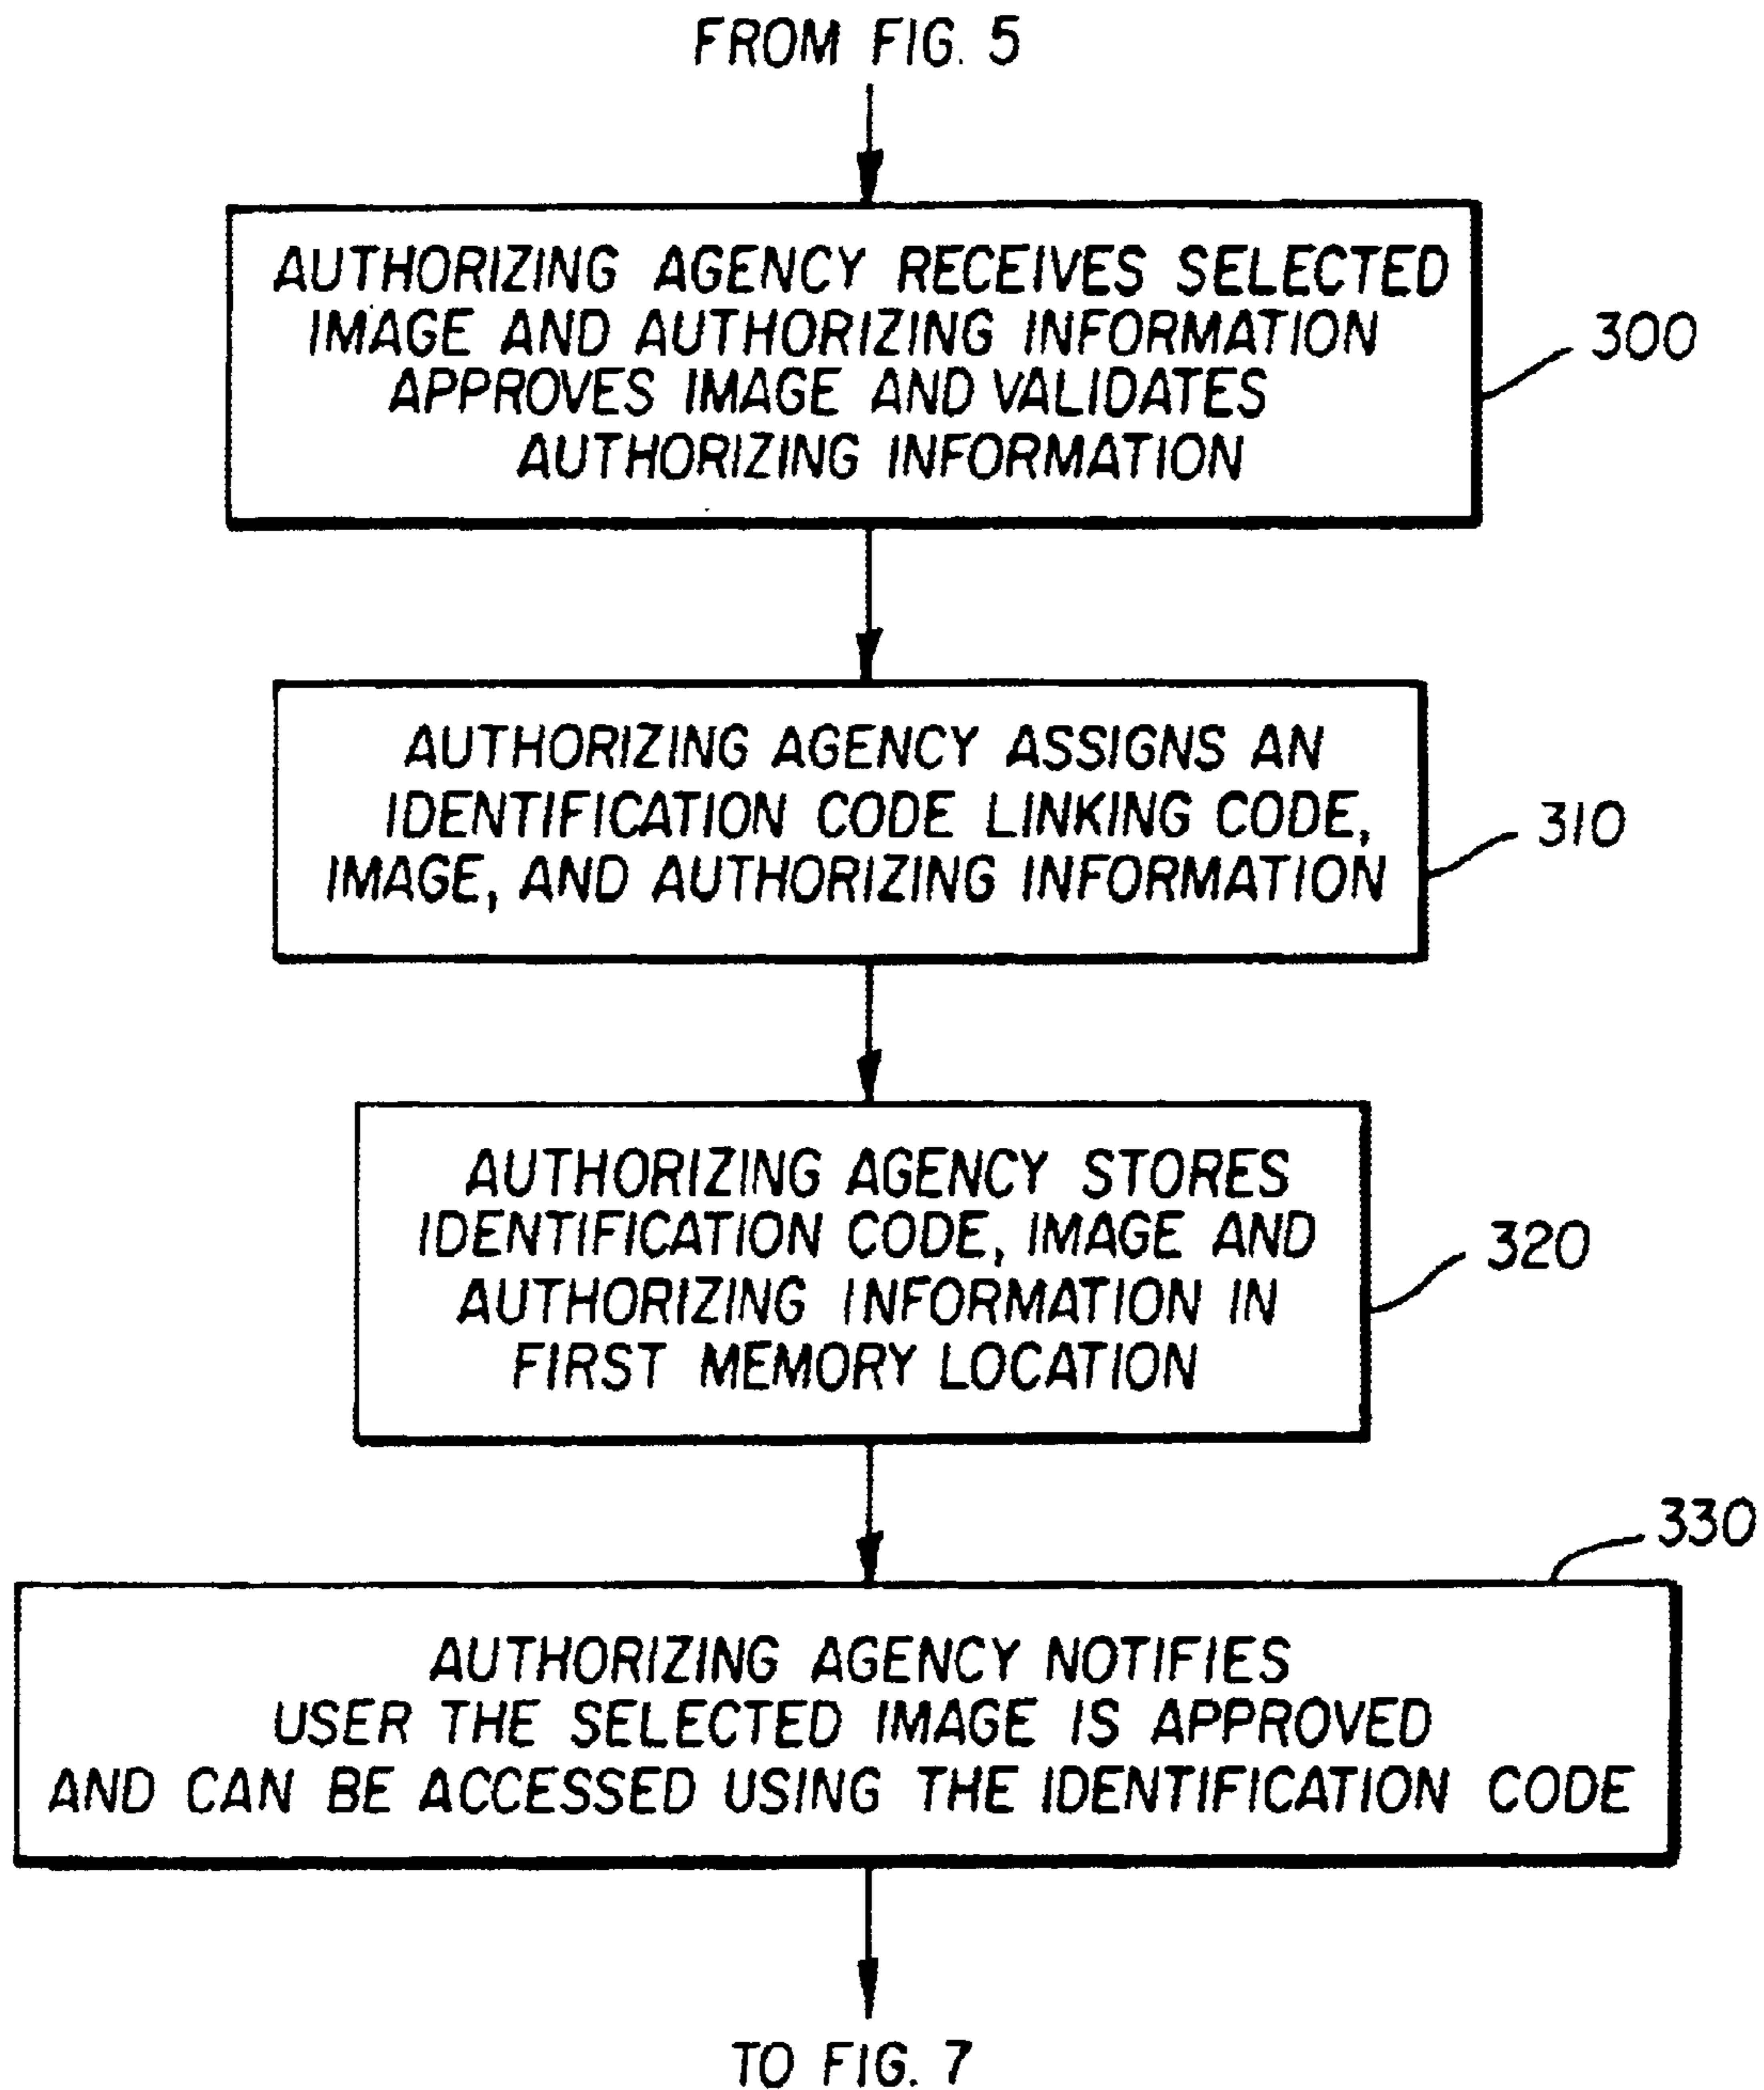 FROM FIG. 5
AUTHORIZING AGENCY RECEIVES SELECTED
IMAGE AND AUTHORIZING INFORMATION
APPROVES IMAGE AND VALIDATES
AUTHORIZING INFORMATION
300
AUTHORIZING AGENCY ASSIGNS AN
IDENTIFICATION CODE LINKING CODE,
IMAGE, AND AUTHORIZING INFORMATION
310
AUTHORIZING AGENCY STORES
IDENTIFICATION CODE, IMAGE AND
AUTHORIZING INFORMATION IN
FIRST MEMORY LOCATION
320
330
AUTHORIZING AGENCY NOTIFIES
USER THE SELECTED IMAGE IS APPROVED
AND CAN BE ACCESSED USING THE IDENTIFICATION CODE
TO FIG. 7